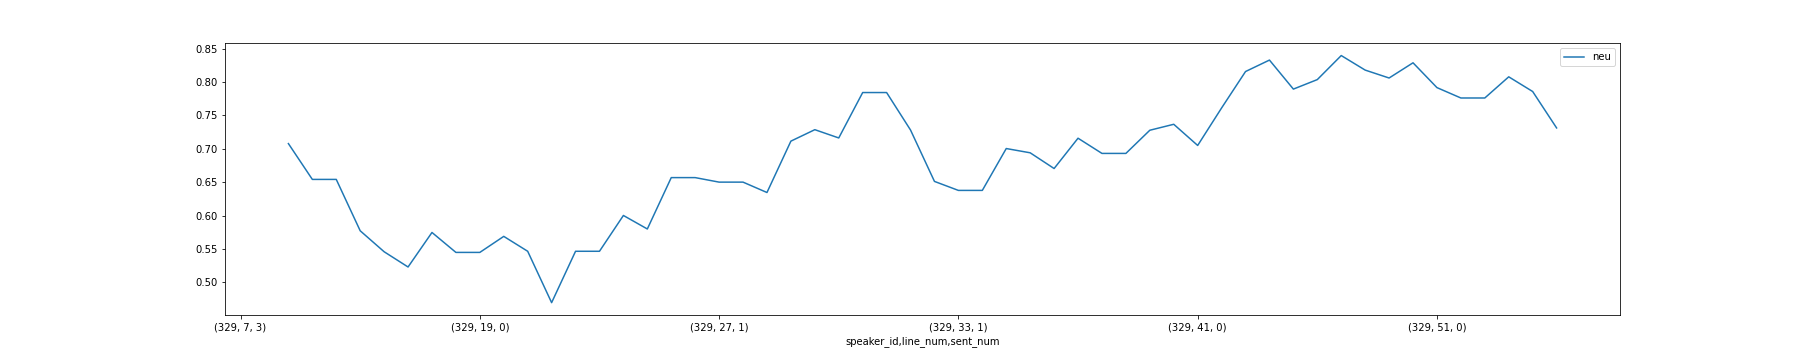 0.85
neu
0.80
0.75
0.70
0.65
0.60
0.55
0.50
(329, 7, 3) (329, 19, 0) (329, 27, 1) (329, 33, 1) (329, 41, 0) (329, 51, 0)
speaker_id,line_num,sent_num